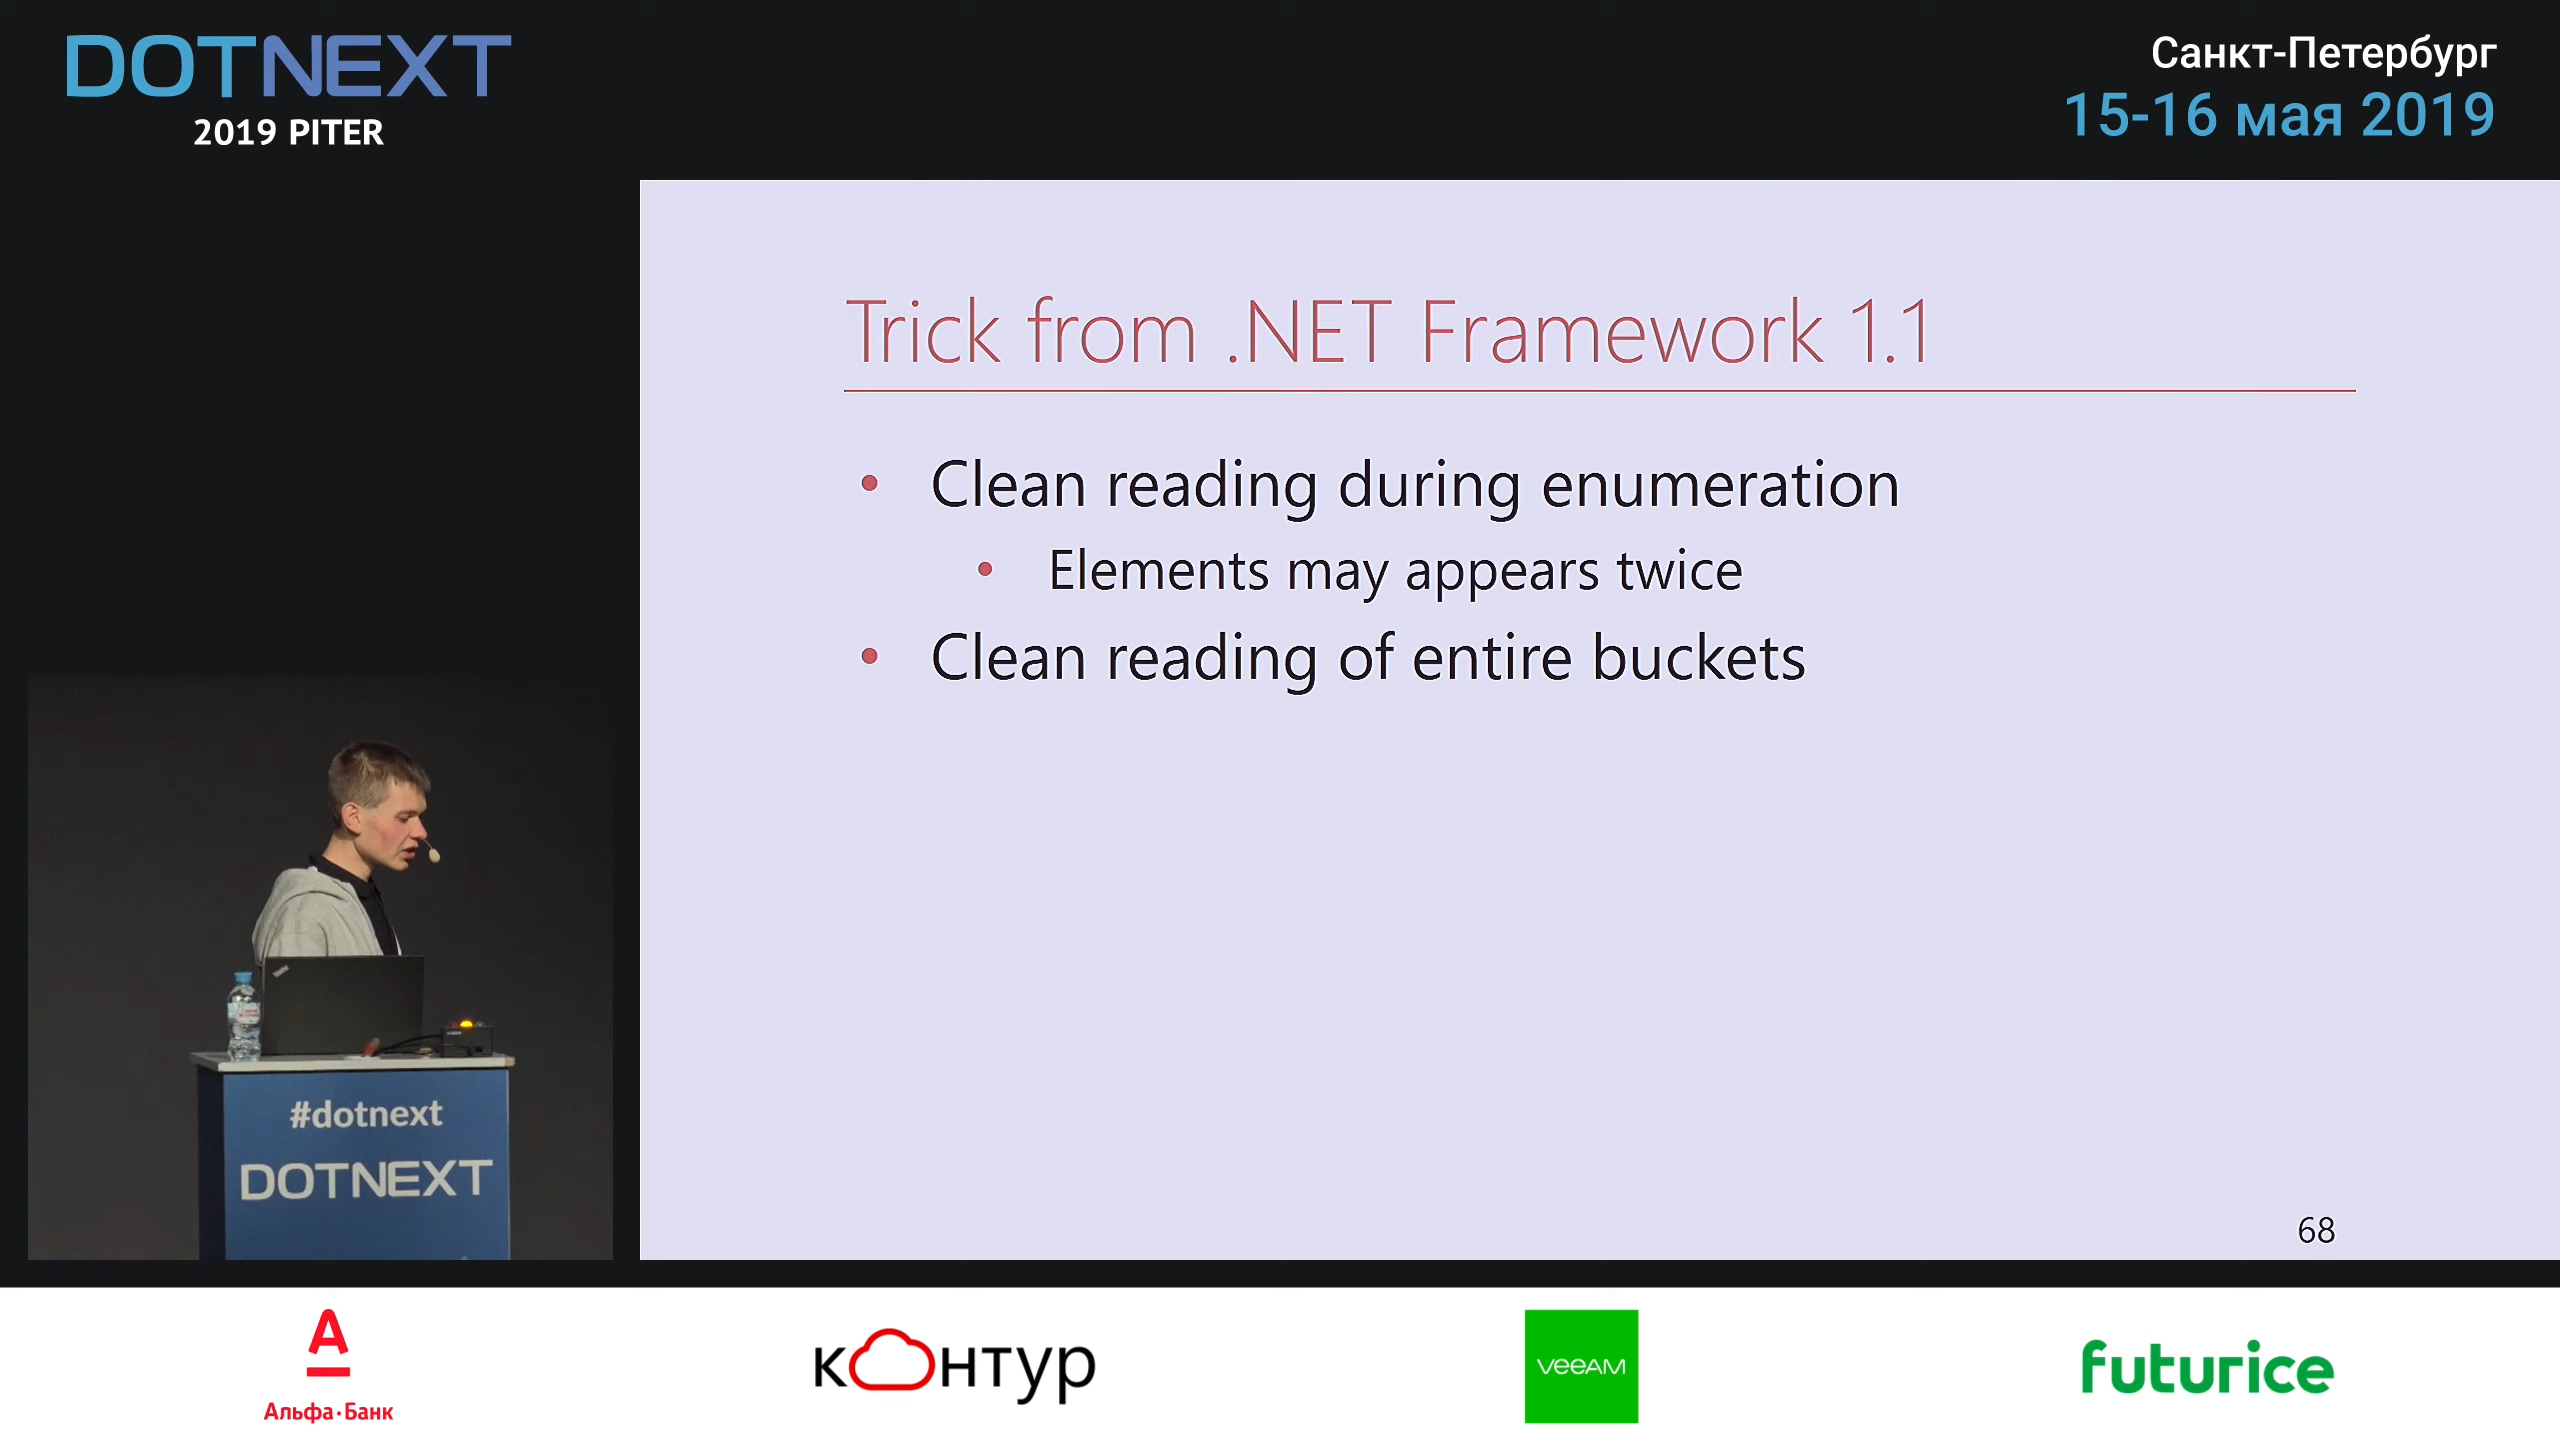 DOTNEXT
2019 PITER
Санкт-Петербург
15-16 мая 2019
Trick from .NET Framework 1.1
• Clean reading during enumeration
• Elements may appears twice
• Clean reading of entire buckets
68
#dotnext
DOTNEXT
Альфа·Банк
контур
veeam
futurice